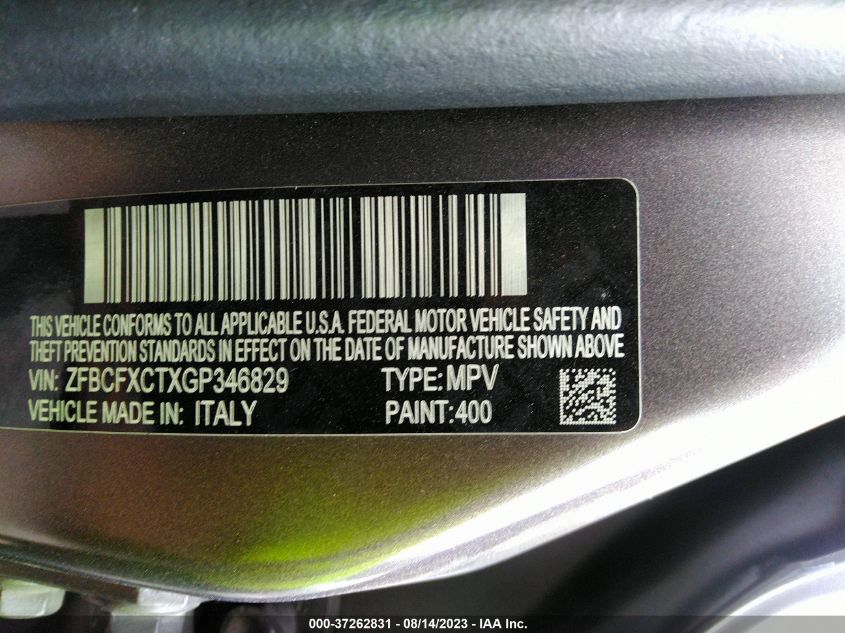 THIS VEHICLE CONFORMS TO ALL APPLICABLE U.S.A. FEDERAL MOTOR VEHICLE SAFETY AND
THEFT PREVENTION STANDARDS IN EFFECT ON THE DATE OF MANUFACTURE SHOWN ABOVE
VIN: ZFBCFXCTXGP346829 TYPE: MPV
VEHICLE MADE IN: ITALY PAINT:400
000-37262831 - 08/14/2023 - IAA Inc.